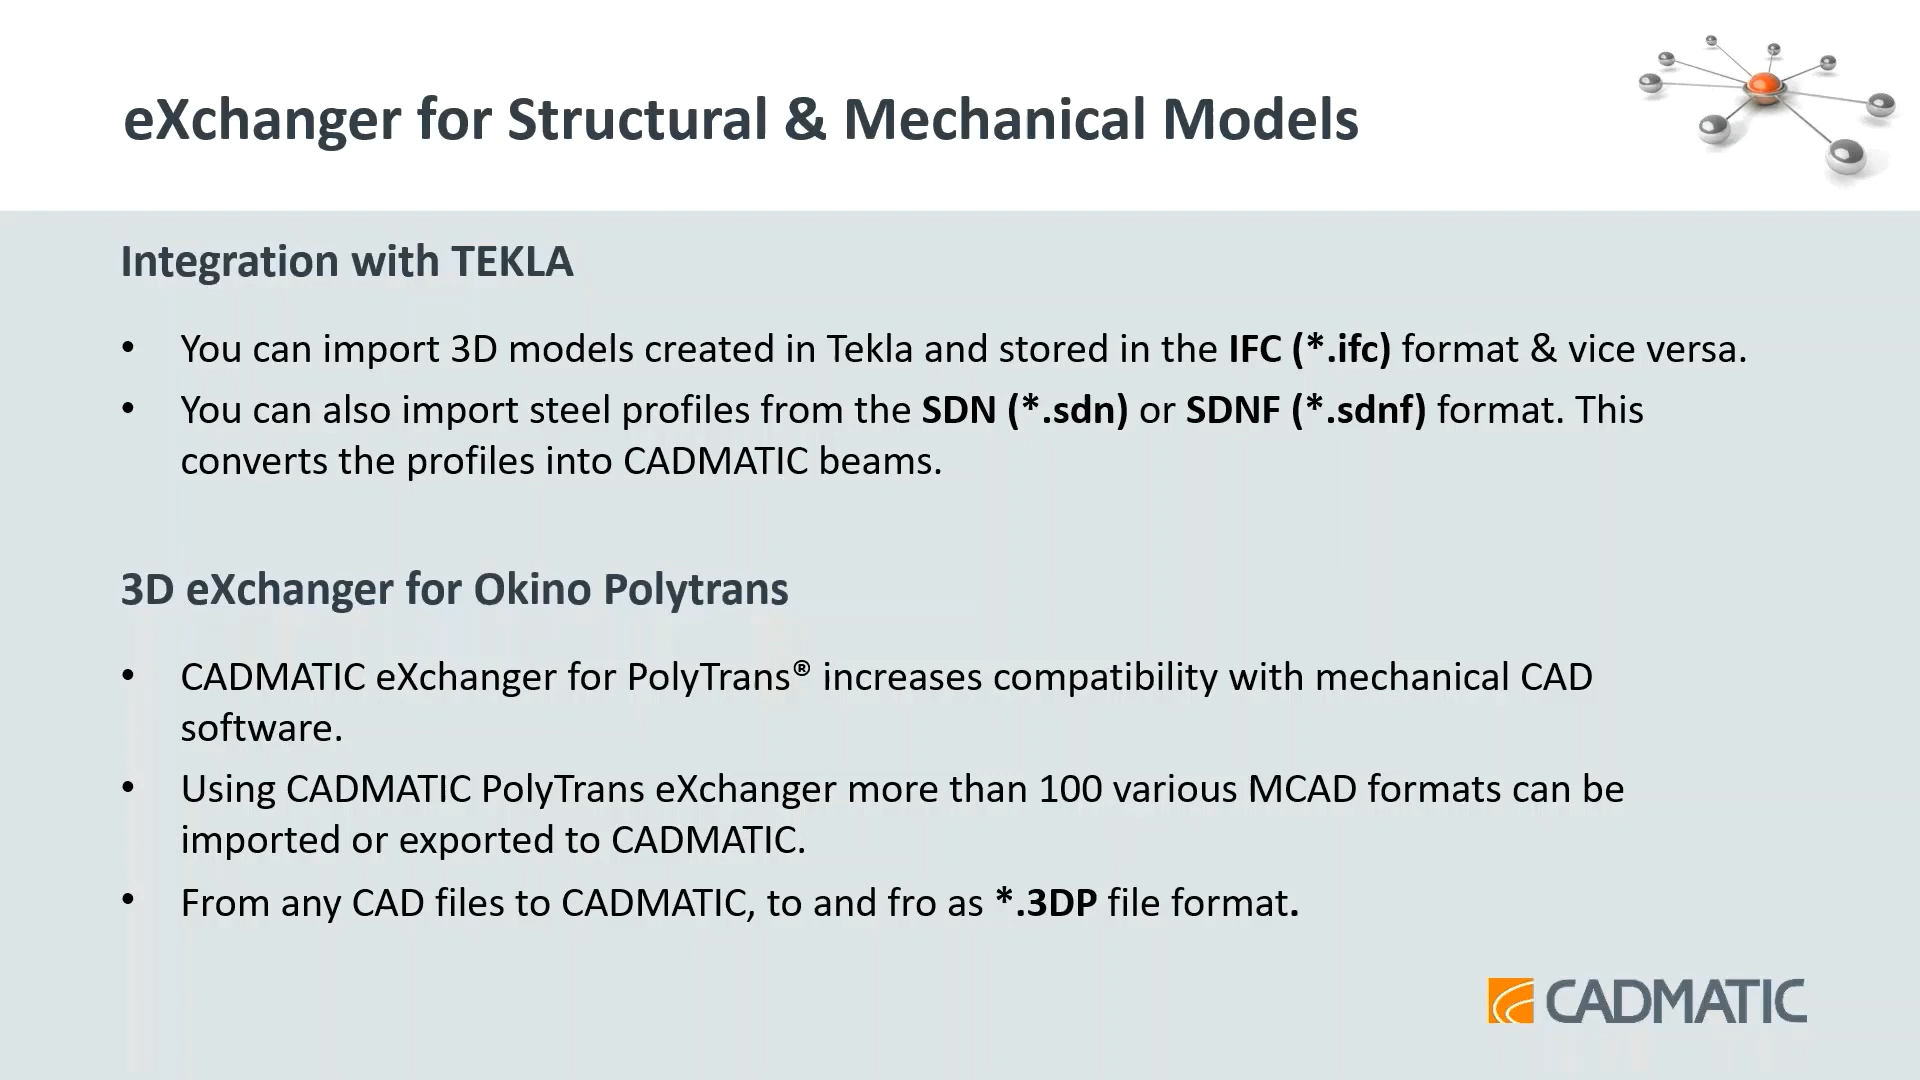 eXchanger for Structural & Mechanical Models
Integration with TEKLA
• You can import 3D models created in Tekla and stored in the IFC (*.ifc) format & vice versa.
• You can also import steel profiles from the SDN (*.sdn) or SDNF (*.sdnf) format. This
converts the profiles into CADMATIC beams.
3D eXchanger for Okino Polytrans
• CADMATIC eXchanger for PolyTrans® increases compatibility with mechanical CAD
software.
• Using CADMATIC PolyTrans eXchanger more than 100 various MCAD formats can be
imported or exported to CADMATIC.
• From any CAD files to CADMATIC, to and fro as *.3DP file format.
CADMATIC